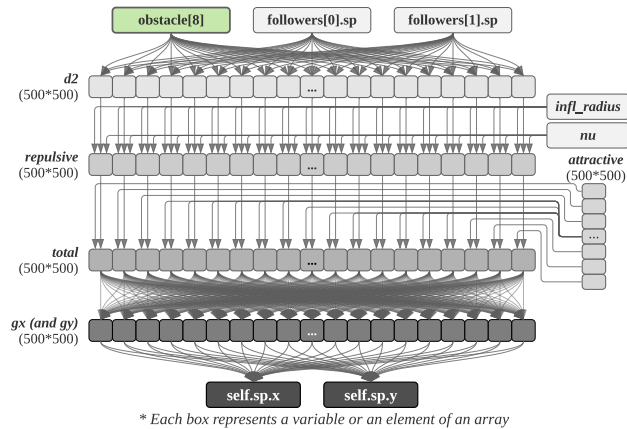 obstacle[8] followers[0].sp followers[1].sp
d2
(500*500)
...
infl_radius
nu
repulsive
(500*500)
...
attractive
(500*500)
...
total
(500*500)
...
gx (and gy)
(500*500)
...
self.sp.x self.sp.y
* Each box represents a variable or an element of an array